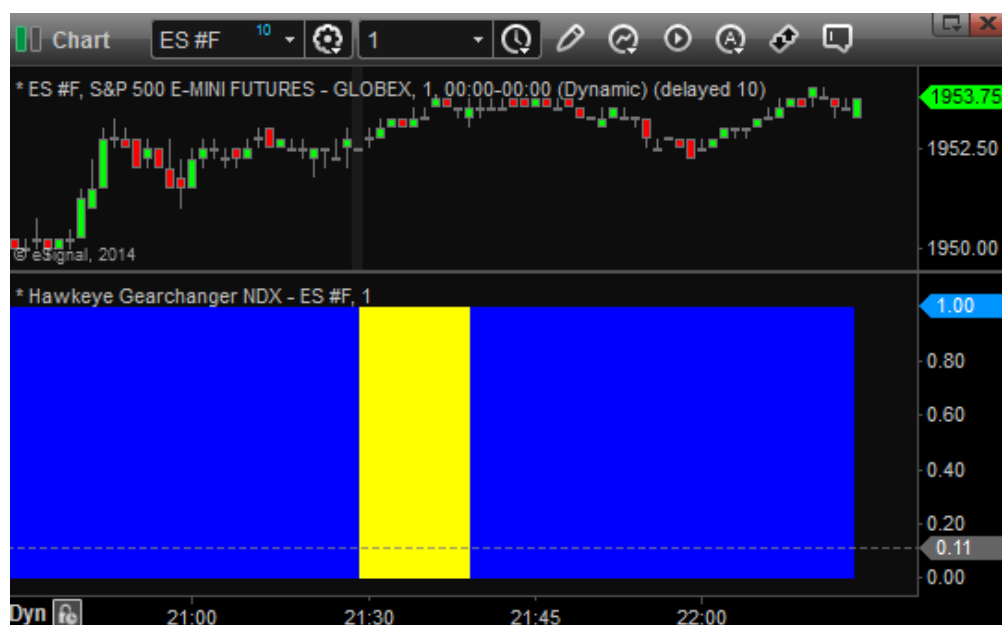 Chart
ES #F
10
1
* ES #F, S&P 500 E-MINI FUTURES - GLOBEX, 1, 00:00-00:00 (Dynamic) (delayed 10)
1953.75
1952.50
1950.00
© eSignal, 2014
* Hawkeye Gearchanger NDX - ES #F, 1
1.00
0.80
0.60
0.40
0.20
0.11
0.00
Dyn
21:00
21:30
21:45
22:00